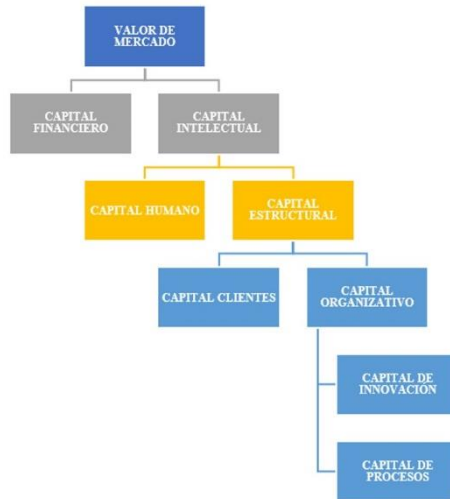 VALOR DE
MERCADO
CAPITAL
FINANCIERO
CAPITAL
INTELECTUAL
CAPITAL HUMANO
CAPITAL
ESTRUCTURAL
CAPITAL CLIENTES
CAPITAL
ORGANIZATIVO
CAPITAL DE
INNOVACIÓN
CAPITAL DE
PROCESOS